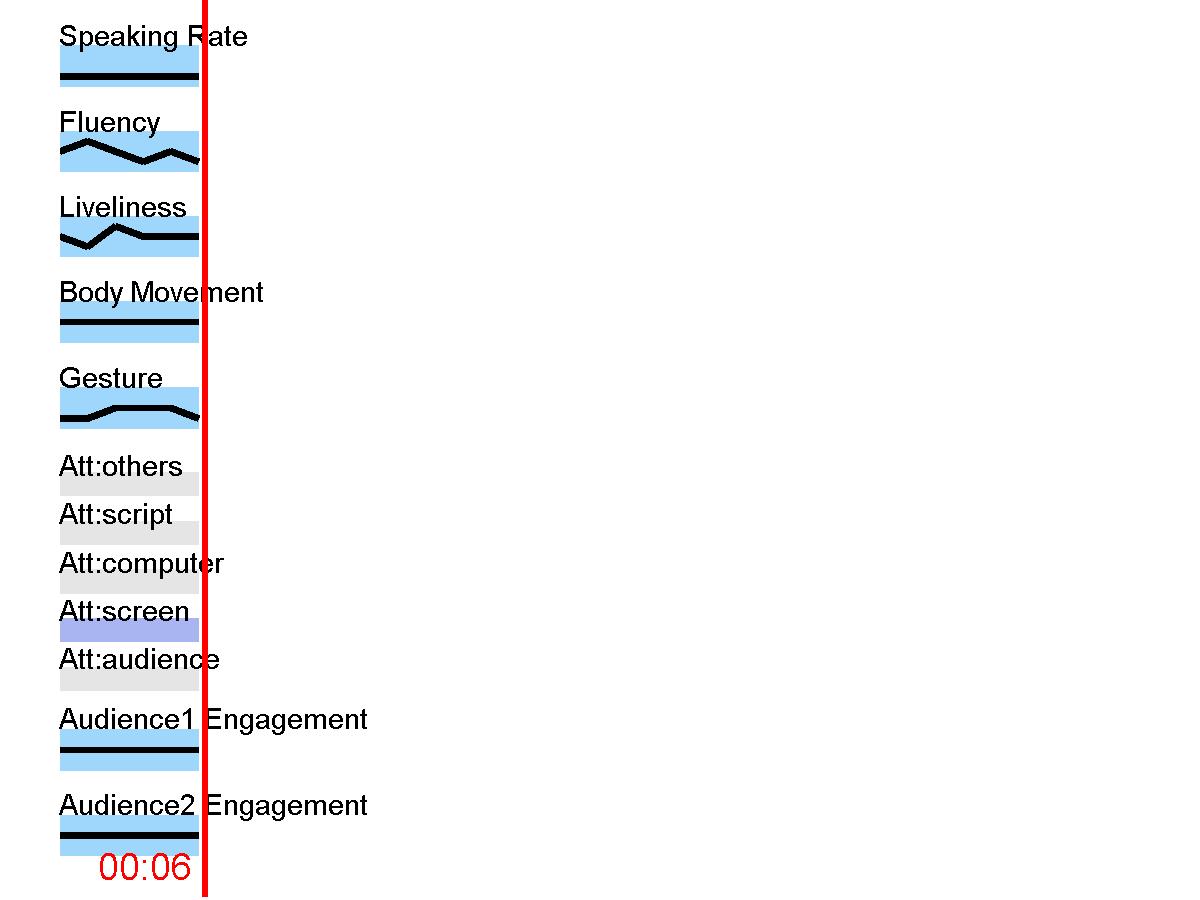 Speaking Rate
Fluency
Liveliness
Body Movement
Gesture
Att:others
Att:script
Att:computer
Att:screen
Att:audience
Audience1 Engagement
Audience2 Engagement
00:06